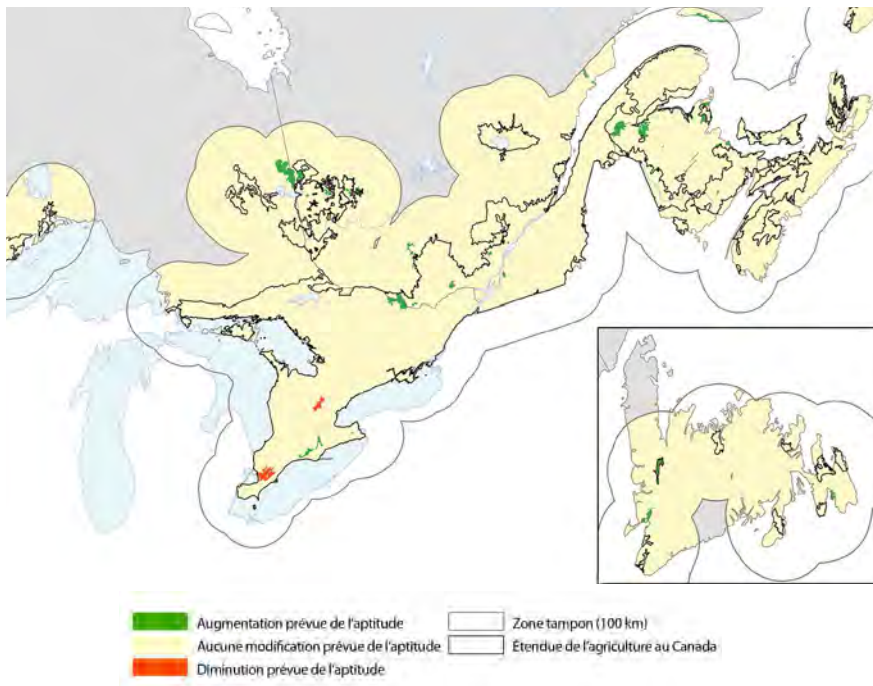 Augmentation prévue de l'aptitude
Aucune modification prévue de l'aptitude
Diminution prévue de l'aptitude
Zone tampon (100 km)
Étendue de l'agriculture au Canada